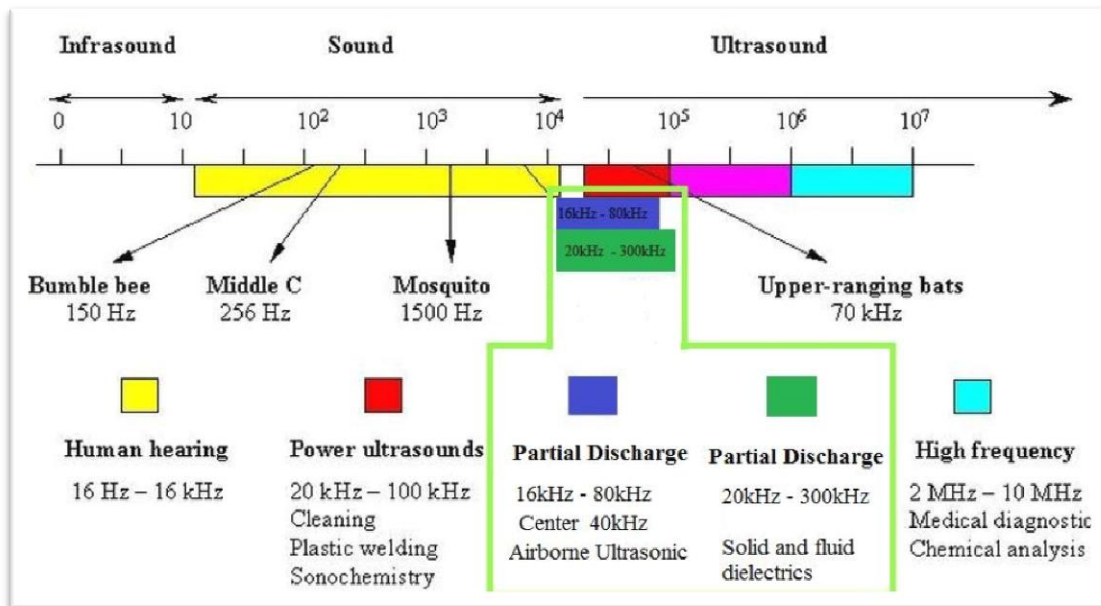 Infrasound Sound Ultrasound
0 10 10² 10³ 10⁴ 10⁵ 10⁶ 10⁷
16kHz - 80kHz
20kHz - 300kHz
Bumble bee
150 Hz
Middle C
256 Hz
Mosquito
1500 Hz
Upper-ranging bats
70 kHz
Human hearing
16 Hz – 16 kHz
Power ultrasounds
20 kHz – 100 kHz
Cleaning
Plastic welding
Sonochemistry
Partial Discharge
16kHz - 80kHz
Center 40kHz
Airborne Ultrasonic
Partial Discharge
20kHz - 300kHz
Solid and fluid
dielectrics
High frequency
2 MHz – 10 MHz
Medical diagnostic
Chemical analysis